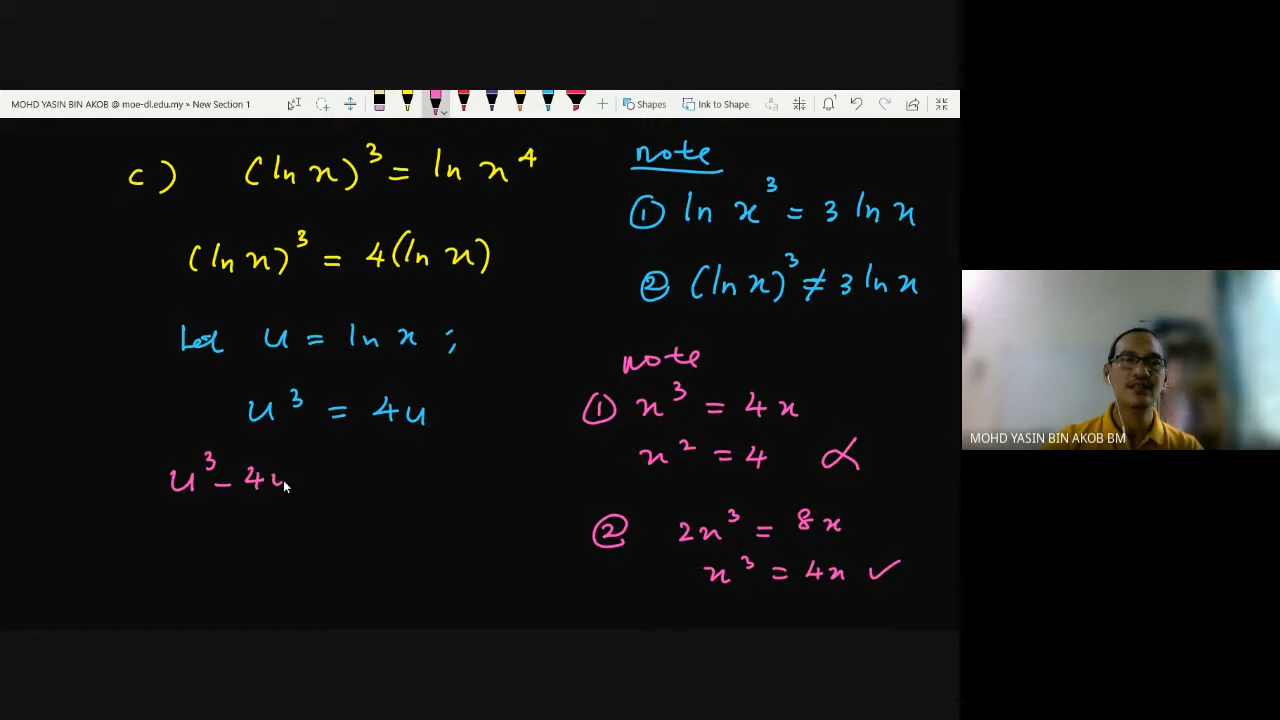 MOHD YASIN BIN AKOB @ moe-dl.edu.my » New Section 1
Shapes
Ink to Shape
c) (ln x)³ = ln x⁴
(ln x)³ = 4(ln x)
Let u = ln x ;
u³ = 4u
u³ - 4u
note
① ln x³ = 3 ln x
② (ln x)³ ≠ 3 ln x
note
① x³ = 4x
x² = 4
② 2x³ = 8x
x³ = 4x ✓
MOHD YASIN BIN AKOB BM